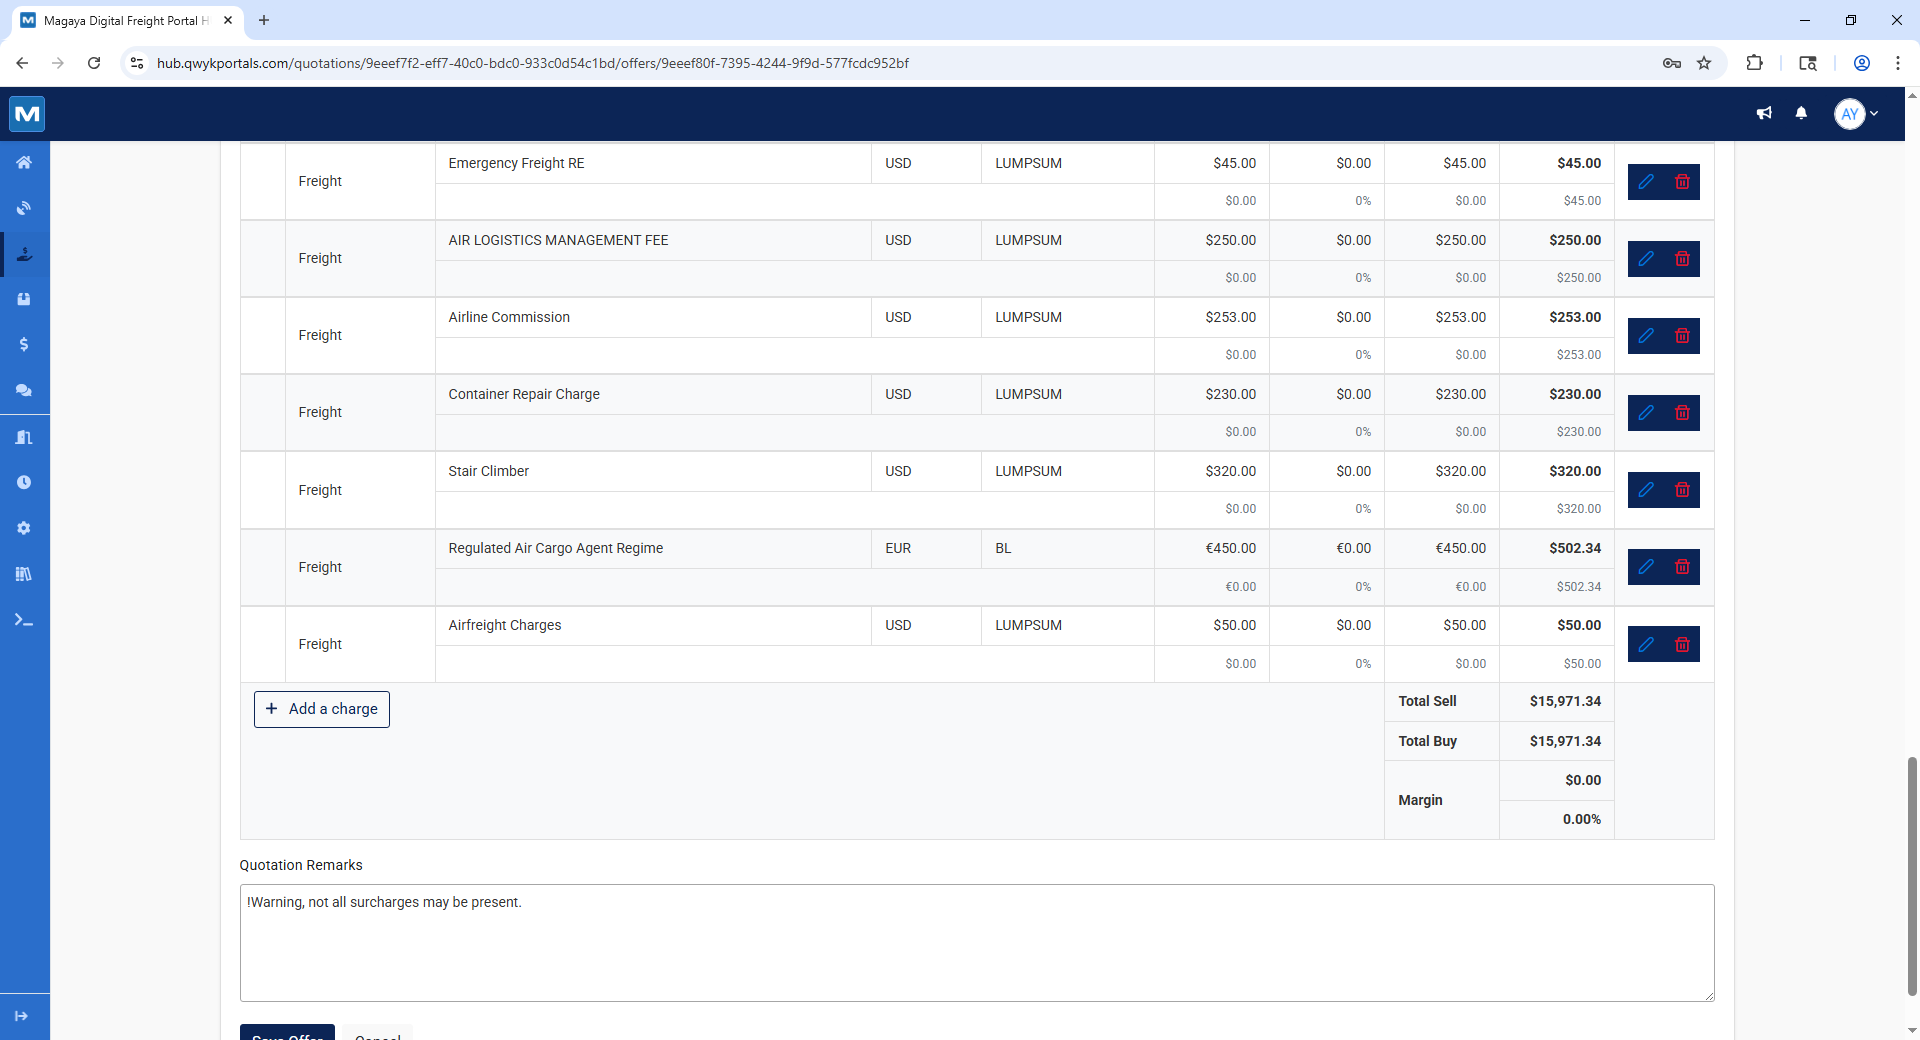 Magaya Digital Freight Portal H
hub.qwykportals.com/quotations/9eeef7f2-eff7-40c0-bdc0-933c0d54c1bd/offers/9eeef80f-7395-4244-9f9d-577fcdc952bf
M
AY
Freight
Emergency Freight RE USD LUMPSUM $45.00 $0.00 $45.00 $45.00
$0.00 0% $0.00 $45.00
Freight
AIR LOGISTICS MANAGEMENT FEE USD LUMPSUM $250.00 $0.00 $250.00 $250.00
$0.00 0% $0.00 $250.00
Freight
Airline Commission USD LUMPSUM $253.00 $0.00 $253.00 $253.00
$0.00 0% $0.00 $253.00
Freight
Container Repair Charge USD LUMPSUM $230.00 $0.00 $230.00 $230.00
$0.00 0% $0.00 $230.00
Freight
Stair Climber USD LUMPSUM $320.00 $0.00 $320.00 $320.00
$0.00 0% $0.00 $320.00
Freight
Regulated Air Cargo Agent Regime EUR BL €450.00 €0.00 €450.00 $502.34
€0.00 0% €0.00 $502.34
Freight
Airfreight Charges USD LUMPSUM $50.00 $0.00 $50.00 $50.00
$0.00 0% $0.00 $50.00
+ Add a charge
Total Sell $15,971.34
Total Buy $15,971.34
Margin $0.00
0.00%
Quotation Remarks
!Warning, not all surcharges may be present.
Save Offer Cancel